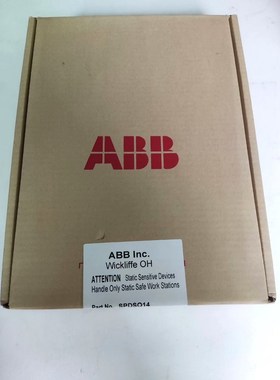 ABB
ABB Inc.
Wickliffe OH
ATTENTION Static Sensitive Devices
Handle Only Static Safe Work Stations
Part No. SPDSO14